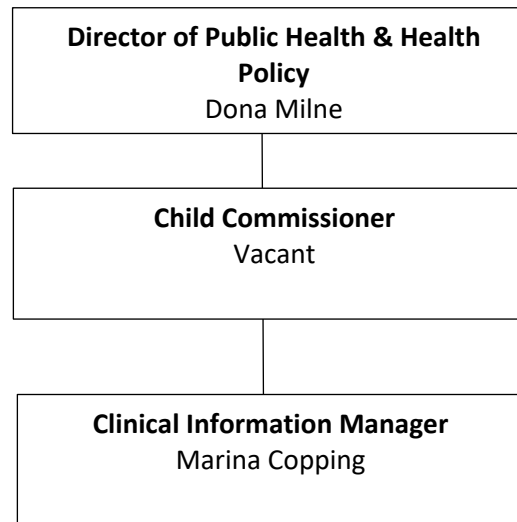 Director of Public Health & Health
Policy
Dona Milne
Child Commissioner
Vacant
Clinical Information Manager
Marina Copping